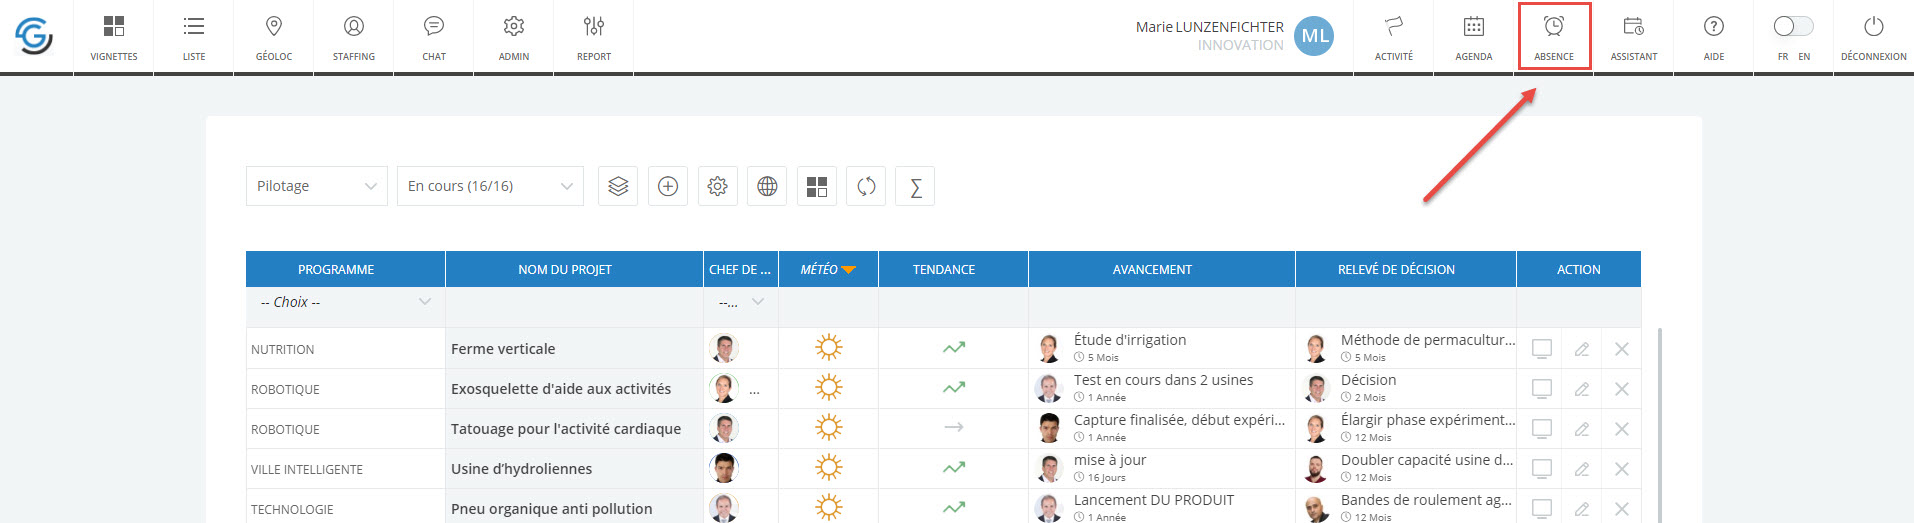 VIGNETTES LISTE GÉOLOC STAFFING CHAT ADMIN REPORT
Marie LUNZENFICHTER
INNOVATION
ML
ACTIVITÉ AGENDA ABSENCE ASSISTANT AIDE FR EN DÉCONNEXION
Pilotage En cours (16/16)
PROGRAMME NOM DU PROJET CHEF DE ... MÉTÉO TENDANCE AVANCEMENT RELEVÉ DE DÉCISION ACTION
-- Choix -- --...
NUTRITION Ferme verticale Étude d'irrigation Méthode de permacultur...
5 Mois 5 Mois
ROBOTIQUE Exosquelette d'aide aux activités ... Test en cours dans 2 usines Décision
1 Année 2 Mois
ROBOTIQUE Tatouage pour l'activité cardiaque Capture finalisée, début expéri... Élargir phase expériment...
1 Année 12 Mois
VILLE INTELLIGENTE Usine d’hydroliennes mise à jour Doubler capacité usine d...
16 Jours 12 Mois
TECHNOLOGIE Pneu organique anti pollution Lancement DU PRODUIT Bandes de roulement ag...
1 Année 12 Mois